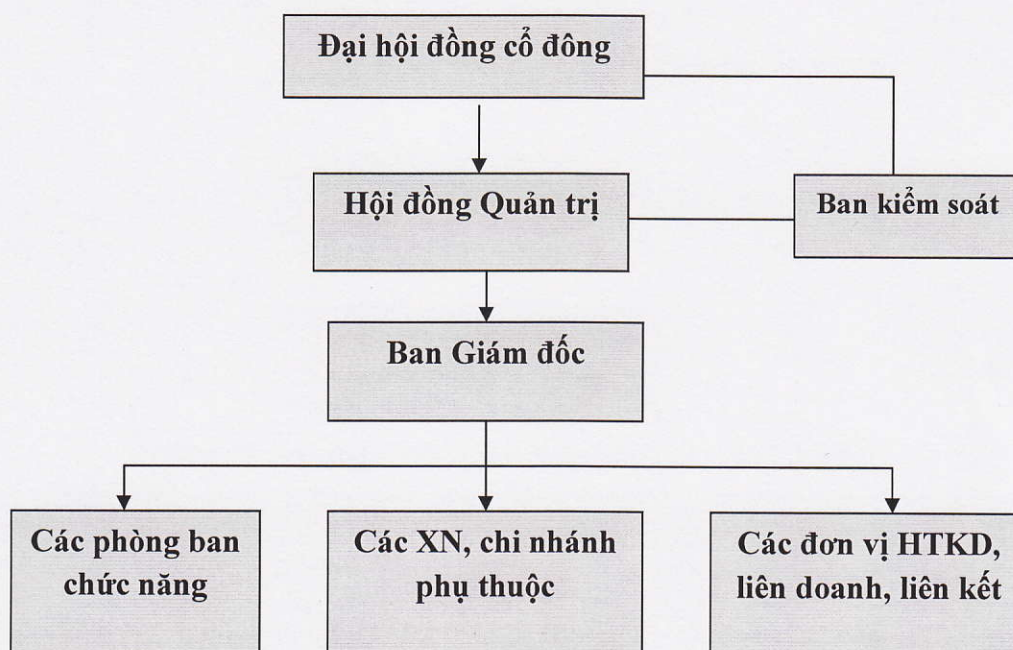 Đại hội đồng cổ đông
Hội đồng Quản trị
Ban kiểm soát
Ban Giám đốc
Các phòng ban
chức năng
Các XN, chi nhánh
phụ thuộc
Các đơn vị HTKD,
liên doanh, liên kết